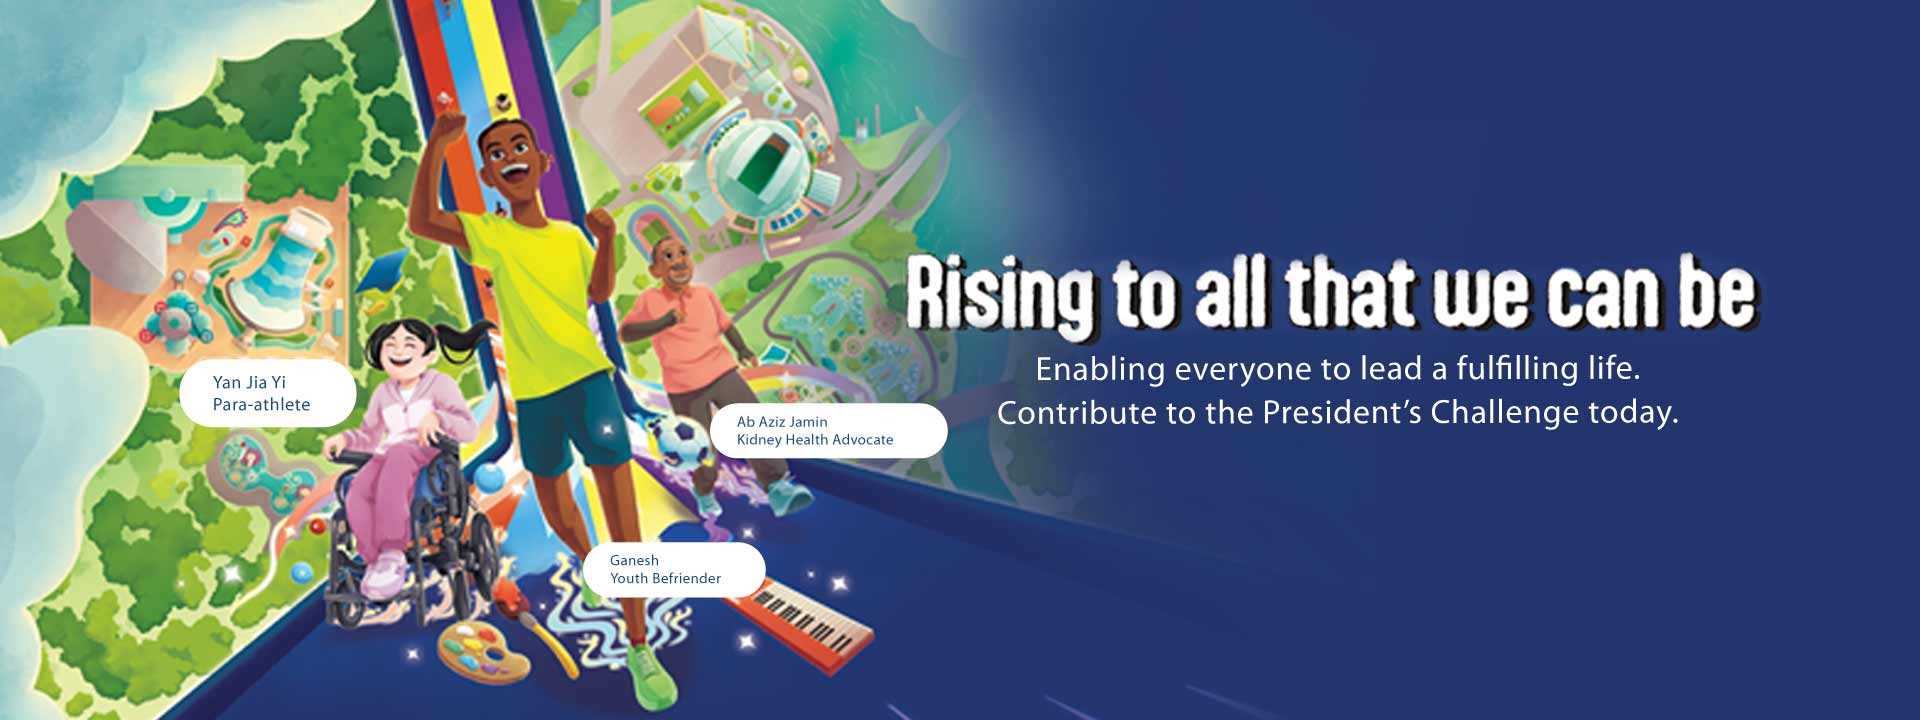 Rising to all that we can be
Enabling everyone to lead a fulfilling life.
Contribute to the President's Challenge today.
Yan Jia Yi
Para-athlete
Ab Aziz Jamin
Kidney Health Advocate
Ganesh
Youth Befriender